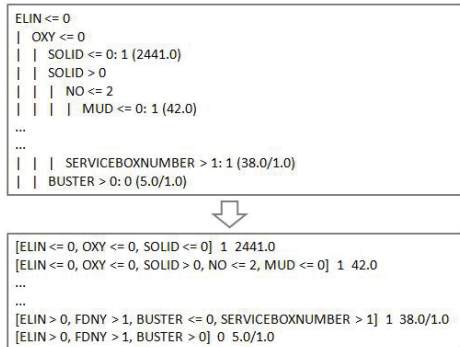 ELIN <= 0
| OXY <= 0
| | SOLID <= 0: 1 (2441.0)
| | SOLID > 0
| | | NO <= 2
| | | | MUD <= 0: 1 (42.0)
...
...
| | | SERVICEBOXNUMBER > 1: 1 (38.0/1.0)
| | BUSTER > 0: 0 (5.0/1.0)
[ELIN <= 0, OXY <= 0, SOLID <= 0] 1 2441.0
[ELIN <= 0, OXY <= 0, SOLID > 0, NO <= 2, MUD <= 0] 1 42.0
...
...
[ELIN > 0, FDNY > 1, BUSTER <= 0, SERVICEBOXNUMBER > 1] 1 38.0/1.0
[ELIN > 0, FDNY > 1, BUSTER > 0] 0 5.0/1.0